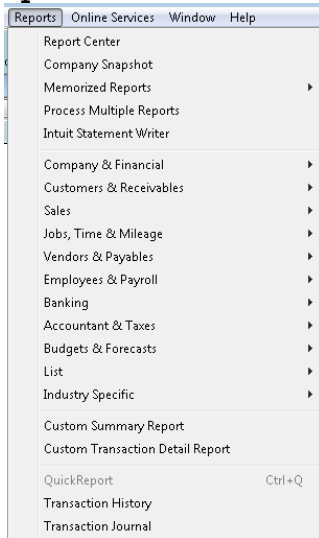 Reports Online Services Window Help
Report Center
Company Snapshot
Memorized Reports
Process Multiple Reports
Intuit Statement Writer
Company & Financial
Customers & Receivables
Sales
Jobs, Time & Mileage
Vendors & Payables
Employees & Payroll
Banking
Accountant & Taxes
Budgets & Forecasts
List
Industry Specific
Custom Summary Report
Custom Transaction Detail Report
QuickReport Ctrl+Q
Transaction History
Transaction Journal